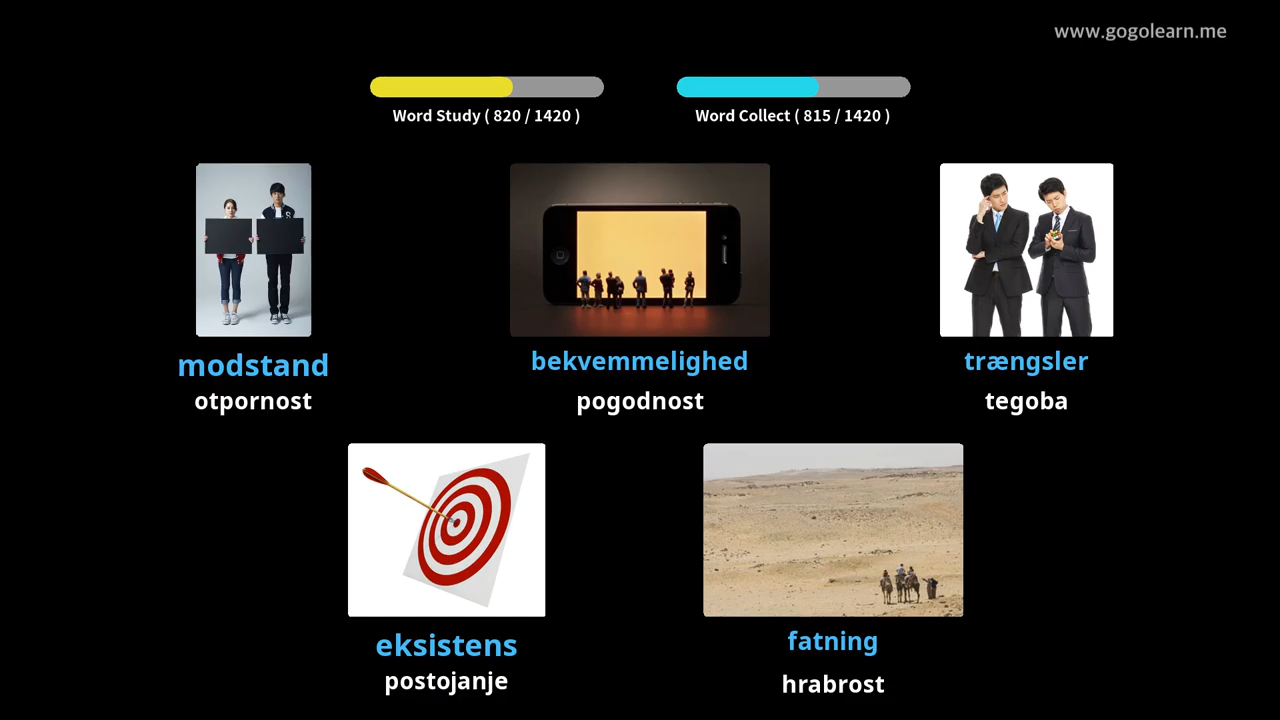 www.gogolearn.me
Word Study ( 820 / 1420 )
Word Collect ( 815 / 1420 )
modstand
bekvemmelighed
trængsler
otpornost
pogodnost
tegoba
eksistens
fatning
postojanje
hrabrost